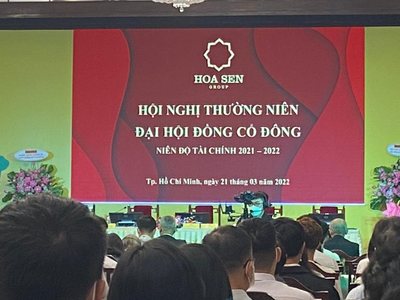 HOA SEN
GROUP
HỘI NGHỊ THƯỜNG NIÊN
ĐẠI HỘI ĐỒNG CỔ ĐÔNG
NIÊN ĐỘ TÀI CHÍNH 2021 – 2022
Tp. Hồ Chí Minh, ngày 21 tháng 03 năm 2022